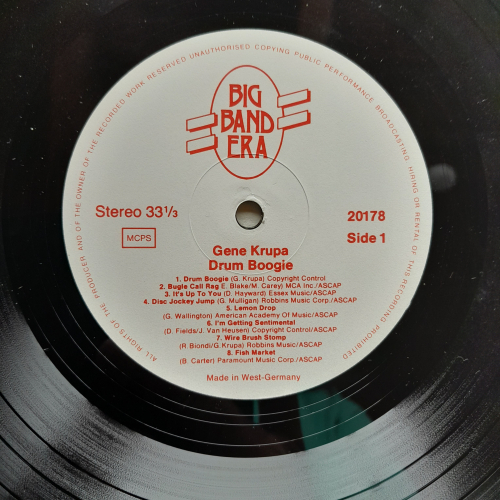 ALL RIGHTS OF THE PRODUCER AND OF THE OWNER OF THE RECORDED WORK RESERVED UNAUTHORISED COPYING PUBLIC PERFORMANCE BROADCASTING, HIRING OR RENTAL OF THIS RECORDING PROHIBITED
BIG
BAND
ERA
Stereo 33 1/3
20178
MCPS
Side 1
Gene Krupa
Drum Boogie
1. Drum Boogie (G. Krupa) Copyright Control
2. Bugle Call Rag E. Blake/M. Carey) MCA Inc./ASCAP
3. It's Up To You (D. Hayward) Essex Music/ASCAP
4. Disc Jockey Jump (G. Mulligan) Robbins Music Corp./ASCAP
5. Lemon Drop
(G. Wallington) American Academy Of Music/ASCAP
6. I'm Getting Sentimental
(D. Fields/J. Van Heusen) Copyright Control/ASCAP
7. Wire Brush Stomp
(R. Biondi/G. Krupa) Robbins Music/ASCAP
8. Fish Market
(B. Carter) Paramount Music Corp./ASCAP
Made in West-Germany